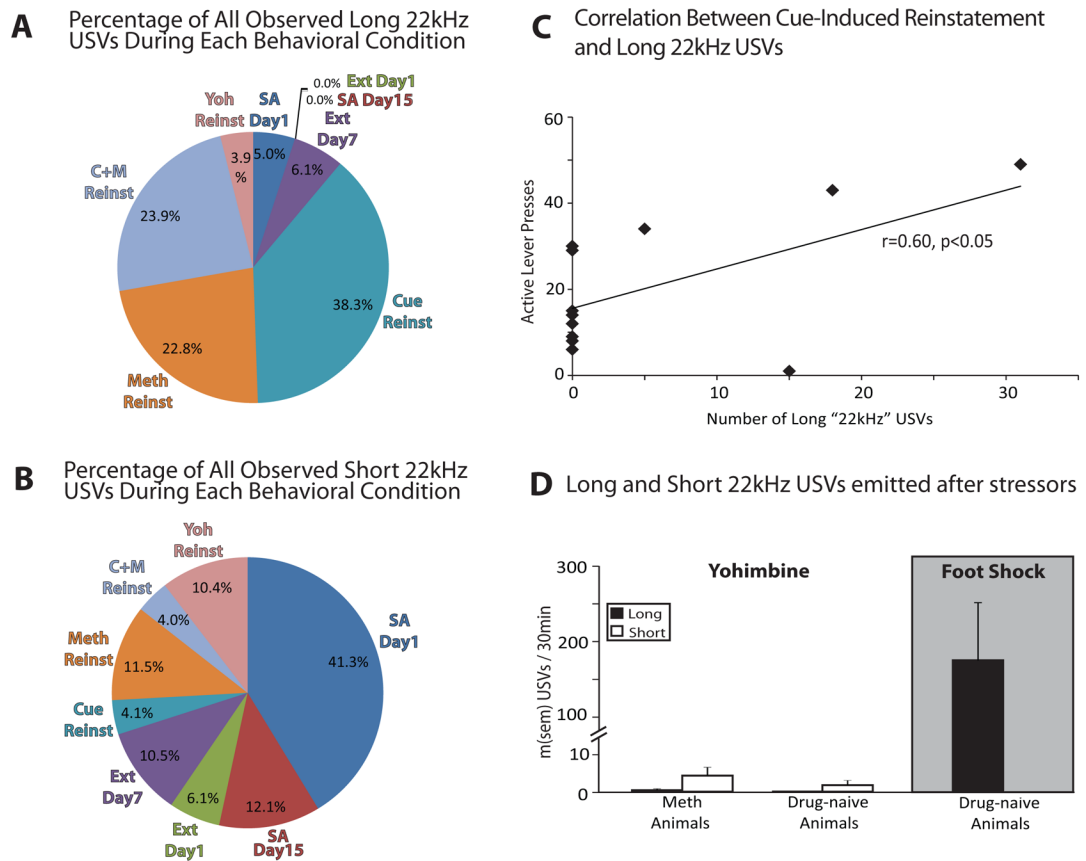 A
Percentage of All Observed Long 22kHz
USVs During Each Behavioral Condition
0.0% Ext Day1
0.0% SA Day15
Yoh
Reinst
SA
Day1
Ext
Day7
3.9
%
5.0%
6.1%
C+M
Reinst
23.9%
38.3%
Cue
Reinst
22.8%
Meth
Reinst
B
Percentage of All Observed Short 22kHz
USVs During Each Behavioral Condition
Yoh
Reinst
C+M
Reinst
10.4%
4.0%
SA
Day1
41.3%
Meth
Reinst
11.5%
Cue
Reinst
4.1%
10.5%
Ext
Day7
6.1%
12.1%
Ext
Day1
SA
Day15
C
Correlation Between Cue-Induced Reinstatement
and Long 22kHz USVs
Active Lever Presses
60
40
20
0
r=0.60, p<0.05
0
10
20
30
Number of Long “22kHz” USVs
D
Long and Short 22kHz USVs emitted after stressors
m(sem) USVs / 30min
300
200
100
10
0
Yohimbine
Foot Shock
Long
Short
Meth
Animals
Drug-naive
Animals
Drug-naive
Animals